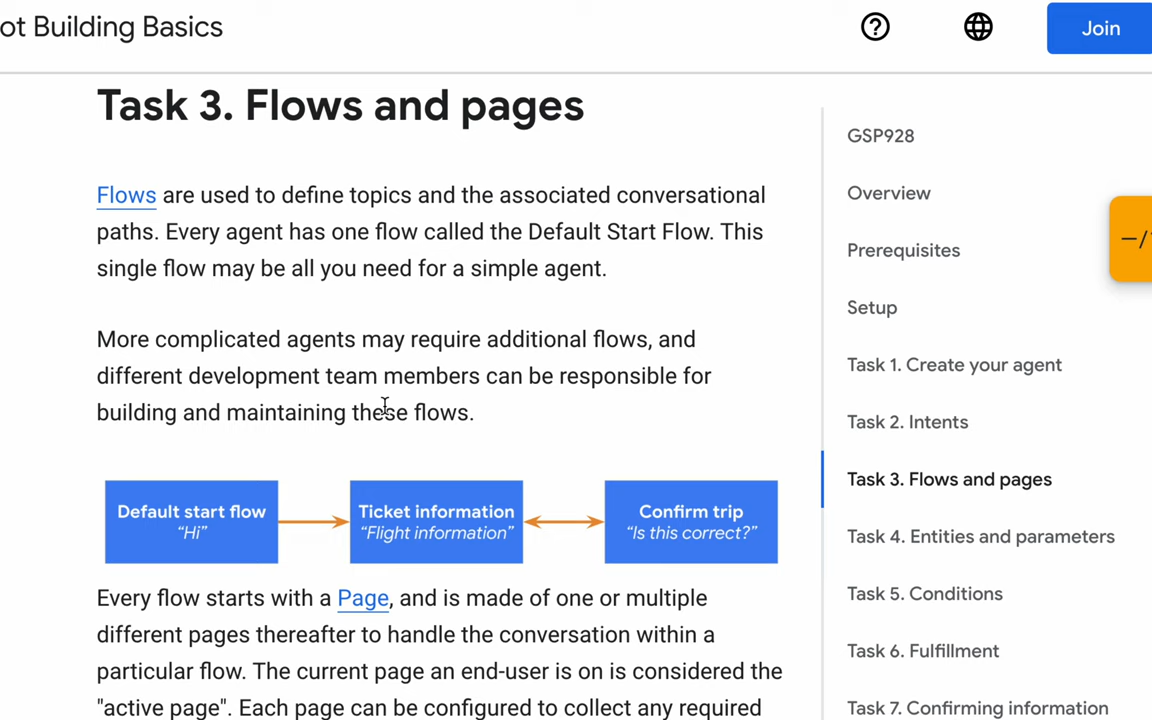 ot Building Basics
Join
Task 3. Flows and pages
Flows are used to define topics and the associated conversational
paths. Every agent has one flow called the Default Start Flow. This
single flow may be all you need for a simple agent.
More complicated agents may require additional flows, and
different development team members can be responsible for
building and maintaining these flows.
Default start flow
“Hi”
Ticket information
“Flight information”
Confirm trip
“Is this correct?”
Every flow starts with a Page, and is made of one or multiple
different pages thereafter to handle the conversation within a
particular flow. The current page an end-user is on is considered the
"active page". Each page can be configured to collect any required
GSP928
Overview
Prerequisites
Setup
Task 1. Create your agent
Task 2. Intents
Task 3. Flows and pages
Task 4. Entities and parameters
Task 5. Conditions
Task 6. Fulfillment
Task 7. Confirming information
–/